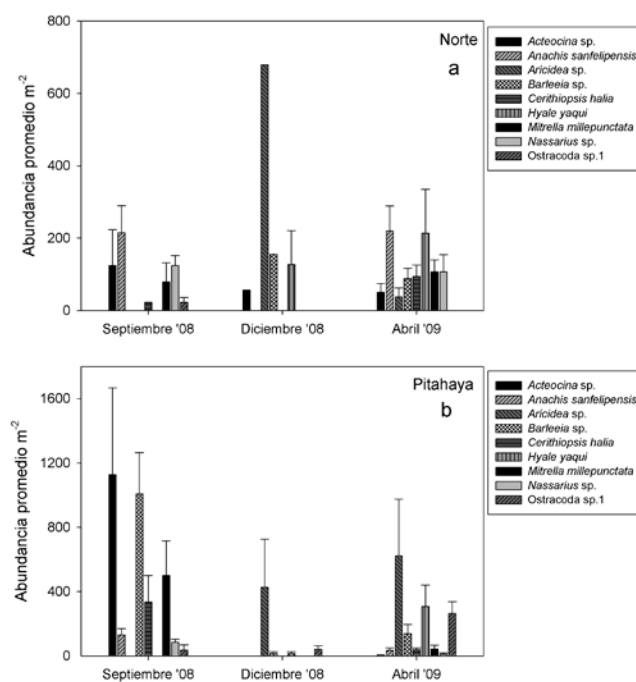 Norte
a
Abundancia promedio m-2
800
600
400
200
0
Septiembre '08
Diciembre '08
Abril '09
Acteocina sp.
Anachis sanfelipensis
Aricidea sp.
Barleeia sp.
Cerithiopsis halia
Hyale yaqui
Mitrella millepunctata
Nassarius sp.
Ostracoda sp.1
Pitahaya
b
Abundancia promedio m-2
1600
1200
800
400
0
Septiembre '08
Diciembre '08
Abril '09
Acteocina sp.
Anachis sanfelipensis
Aricidea sp.
Barleeia sp.
Cerithiopsis halia
Hyale yaqui
Mitrella millepunctata
Nassarius sp.
Ostracoda sp.1